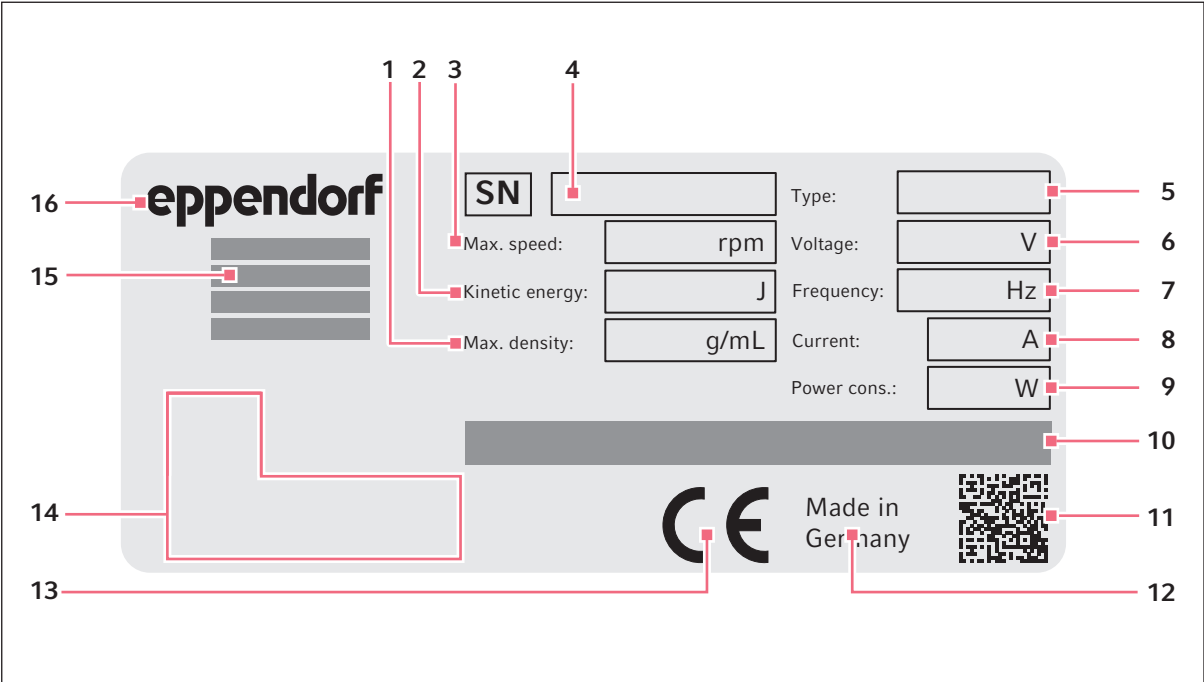 1 2 3 4
16 eppendorf SN Type: 5
Max. speed: rpm Voltage: V 6
15 Kinetic energy: J Frequency: Hz 7
Max. density: g/mL Current: A 8
Power cons.: W 9
10
14 CE Made in 11
Germany
13 12